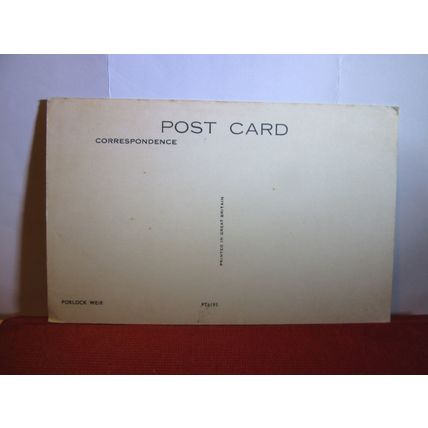 POST CARD
CORRESPONDENCE
PRINTED IN GREAT BRITAIN
PORLOCK WEIR